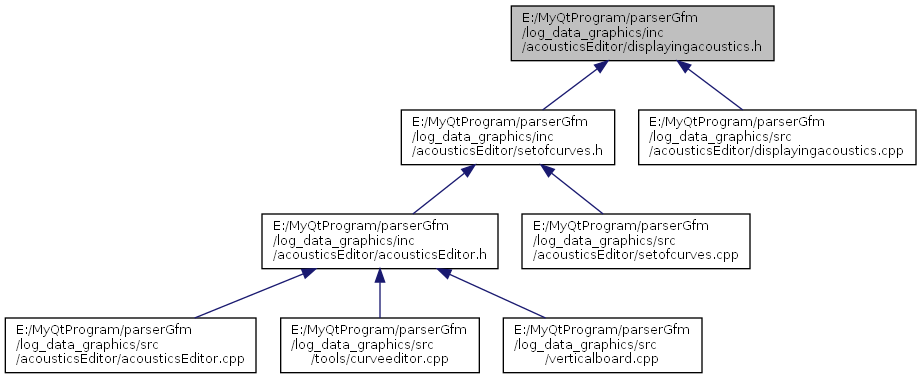 E:/MyQtProgram/parserGfm
/log_data_graphics/inc
/acousticsEditor/displayingacoustics.h
E:/MyQtProgram/parserGfm
/log_data_graphics/inc
/acousticsEditor/setofcurves.h
E:/MyQtProgram/parserGfm
/log_data_graphics/src
/acousticsEditor/displayingacoustics.cpp
E:/MyQtProgram/parserGfm
/log_data_graphics/inc
/acousticsEditor/acousticsEditor.h
E:/MyQtProgram/parserGfm
/log_data_graphics/src
/acousticsEditor/setofcurves.cpp
E:/MyQtProgram/parserGfm
/log_data_graphics/src
/acousticsEditor/acousticsEditor.cpp
E:/MyQtProgram/parserGfm
/log_data_graphics/src
/tools/curveeditor.cpp
E:/MyQtProgram/parserGfm
/log_data_graphics/src
/verticalboard.cpp